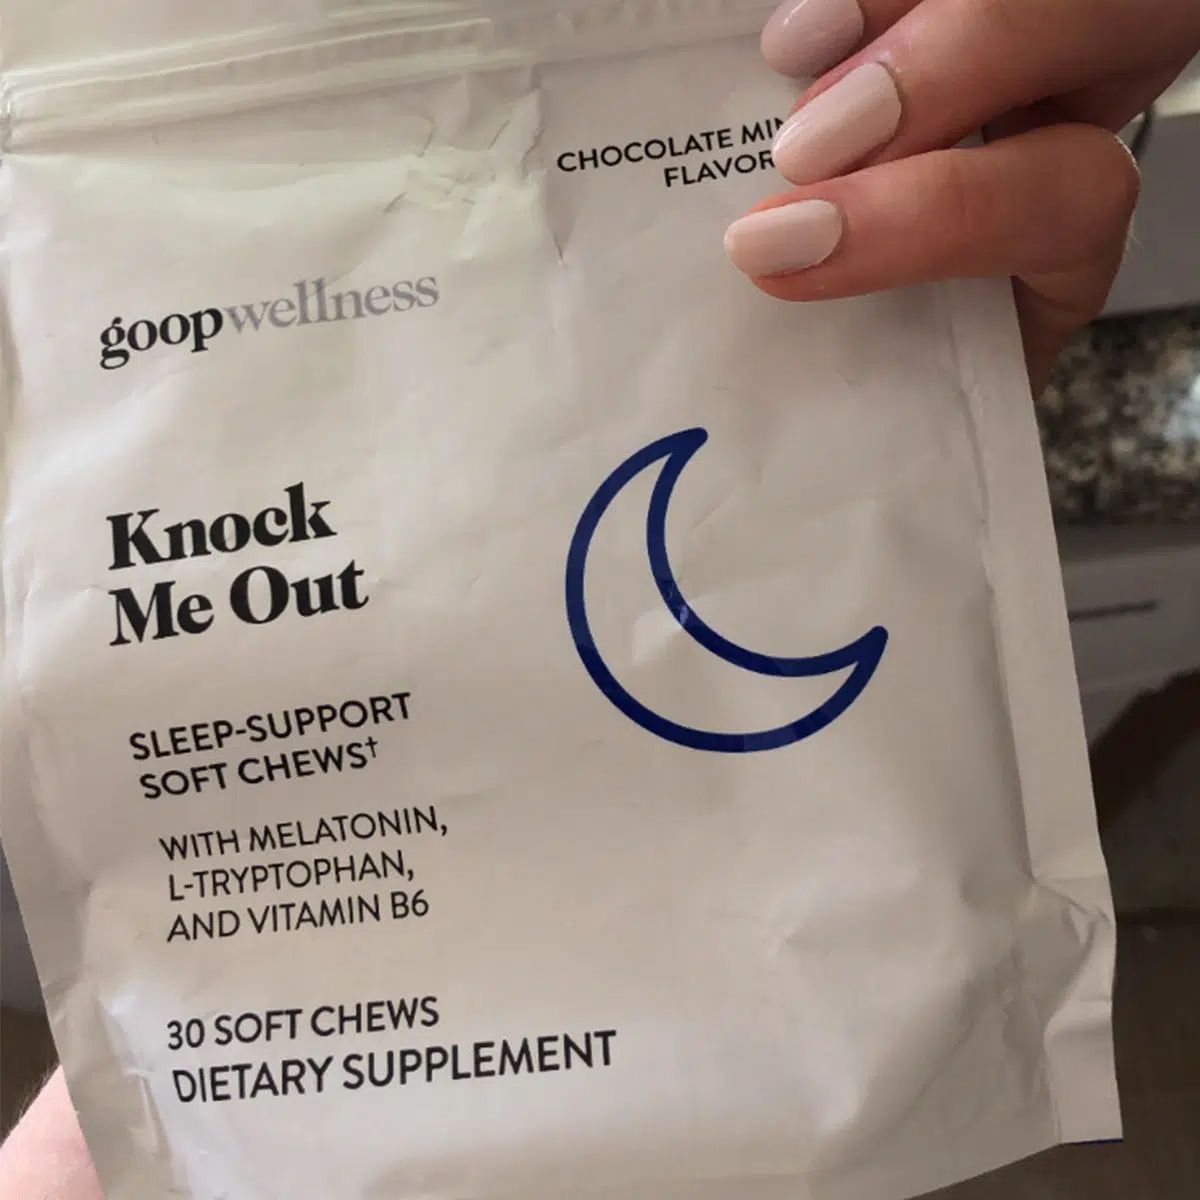 CHOCOLATE MIN
FLAVOR
goopwellness
Knock
Me Out
SLEEP-SUPPORT
SOFT CHEWS†
WITH MELATONIN,
L-TRYPTOPHAN,
AND VITAMIN B6
30 SOFT CHEWS
DIETARY SUPPLEMENT